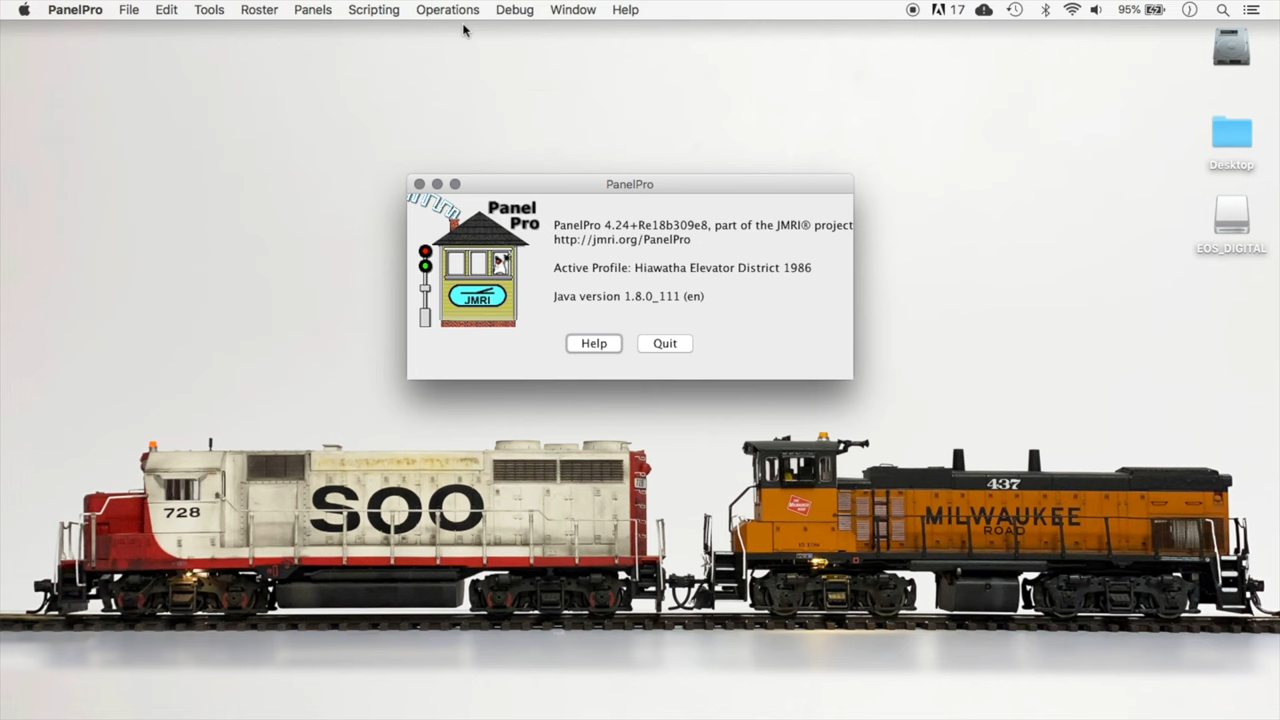 PanelPro File Edit Tools Roster Panels Scripting Operations Debug Window Help 17 95%
Desktop
EOS_DIGITAL
PanelPro
Panel
Pro
JMRI
PanelPro 4.24+Re18b309e8, part of the JMRI® project
http://jmri.org/PanelPro
Active Profile: Hiawatha Elevator District 1986
Java version 1.8.0_111 (en)
Help Quit
728
SOO
437
MILWAUKEE
ROAD